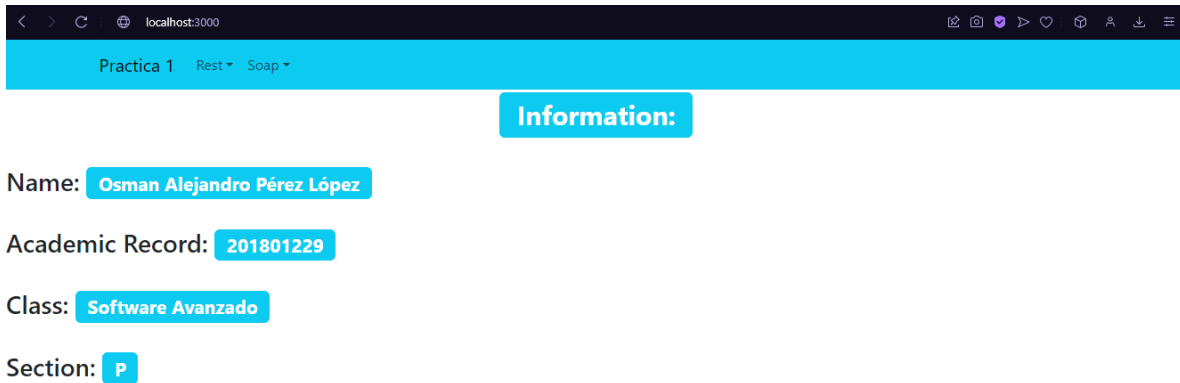 localhost:3000
Practica 1 Rest Soap
Information:
Name: Osman Alejandro Pérez López
Academic Record: 201801229
Class: Software Avanzado
Section: P